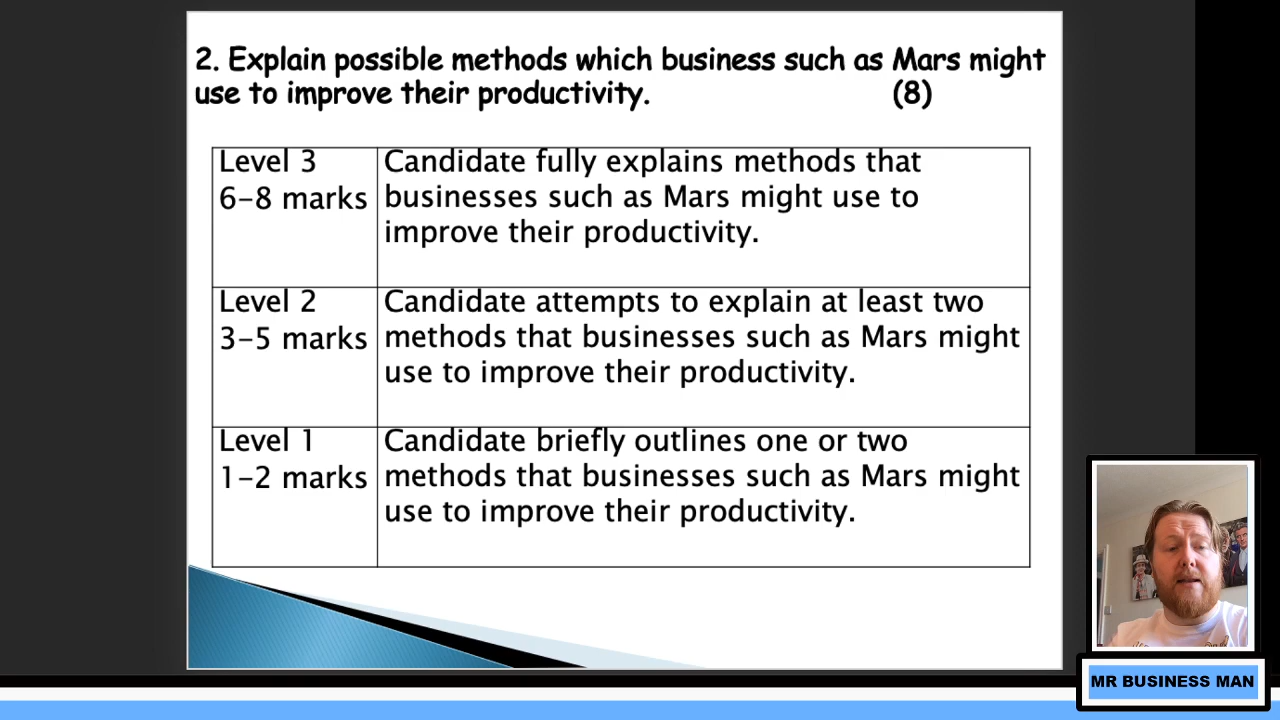 2. Explain possible methods which business such as Mars might
use to improve their productivity. (8)
Level 3
6-8 marks
Candidate fully explains methods that
businesses such as Mars might use to
improve their productivity.
Level 2
3-5 marks
Candidate attempts to explain at least two
methods that businesses such as Mars might
use to improve their productivity.
Level 1
1-2 marks
Candidate briefly outlines one or two
methods that businesses such as Mars might
use to improve their productivity.
MR BUSINESS MAN